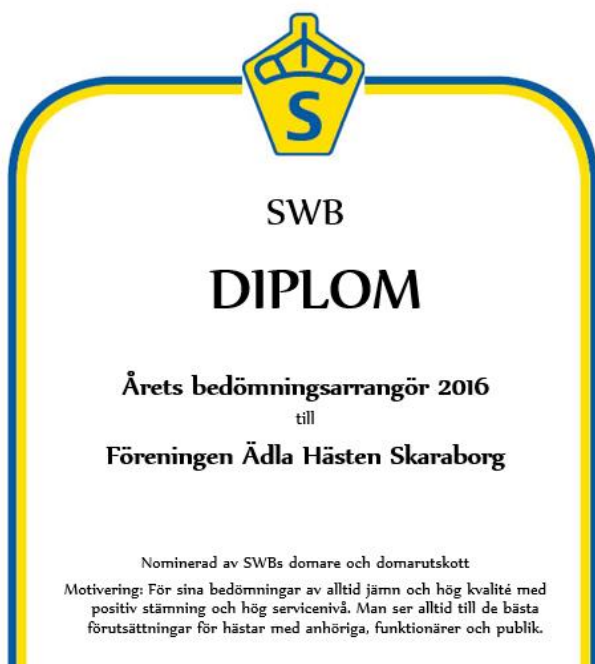 S
SWB
DIPLOM
Årets bedömningsarrangör 2016
till
Föreningen Ädla Hästen Skaraborg
Nominerad av SWBs domare och domarutskott
Motivering: För sina bedömningar av alltid jämn och hög kvalité med
positiv stämning och hög servicenivå. Man ser alltid till de bästa
förutsättningar för hästar med anhöriga, funktionärer och publik.